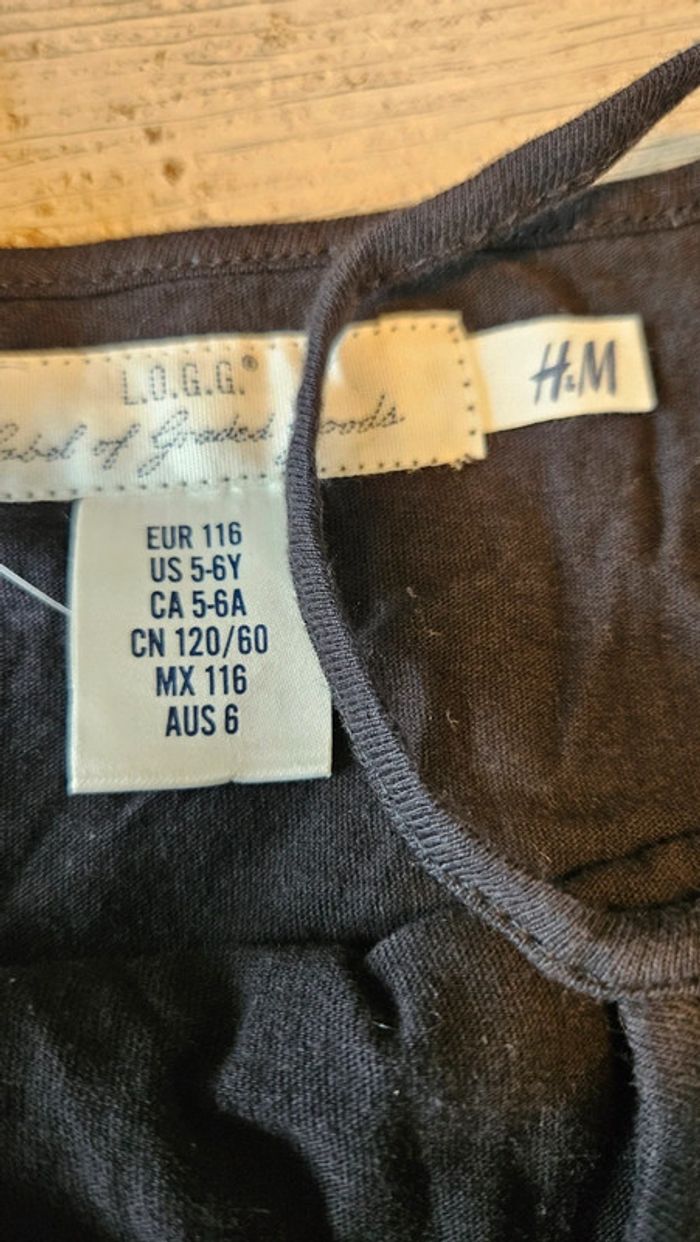 L.O.G.G.®
Label of Graded Goods
H&M
EUR 116
US 5-6Y
CA 5-6A
CN 120/60
MX 116
AUS 6